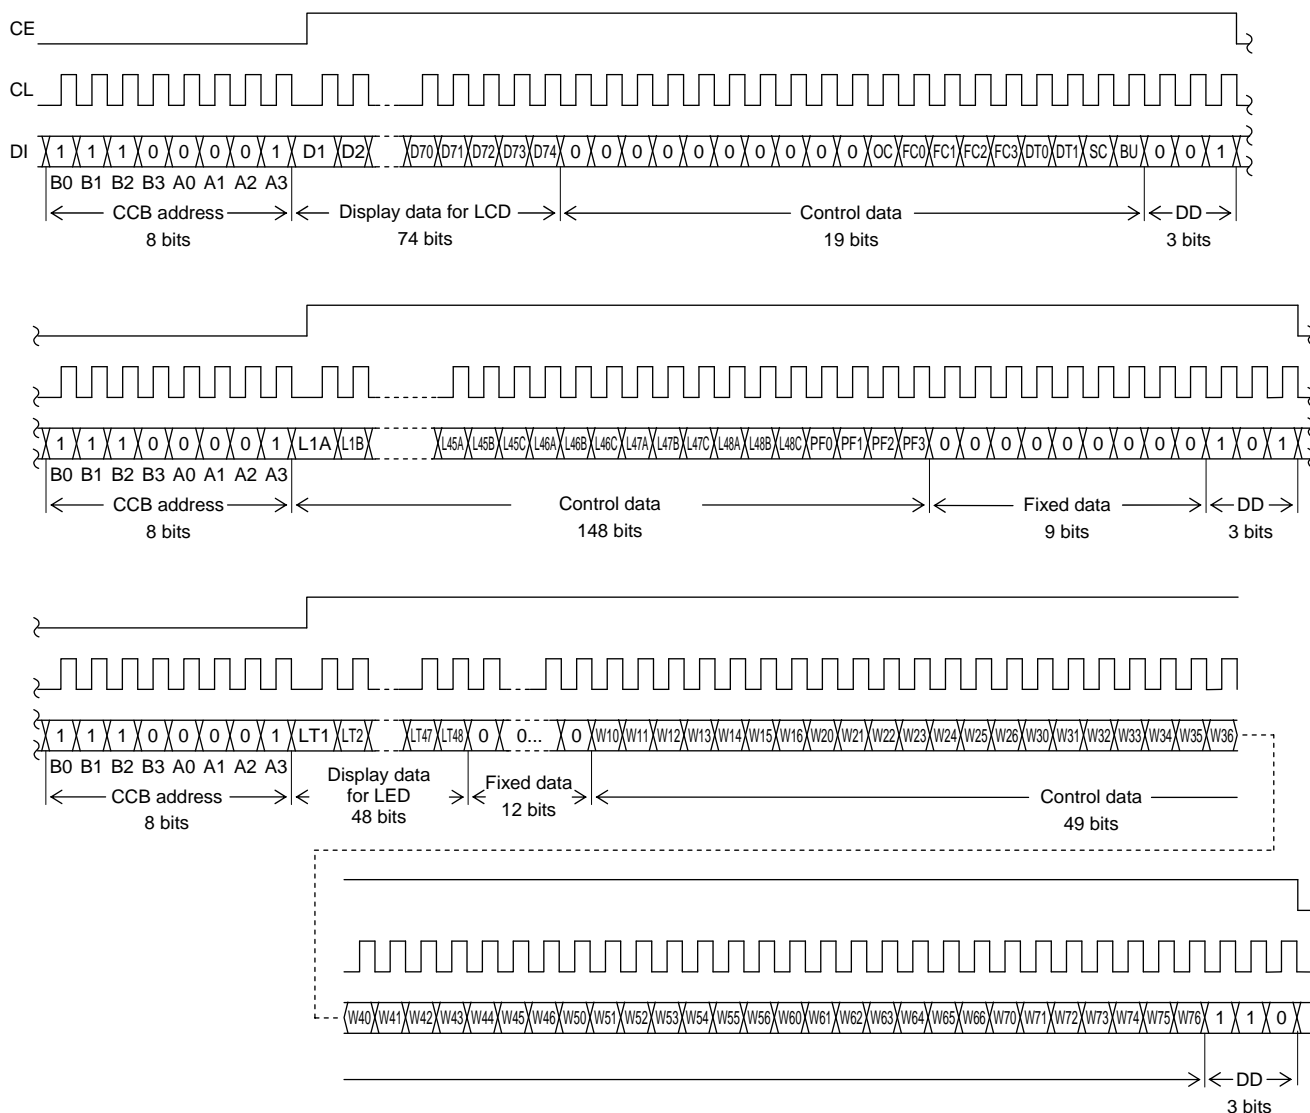 CE
CL
DI 1 1 1 0 0 0 0 1 D1 D2 D70 D71 D72 D73 D74 0 0 0 0 0 0 0 0 0 0 OC FC0 FC1 FC2 FC3 DT0 DT1 SC BU 0 0 1
B0 B1 B2 B3 A0 A1 A2 A3
CCB address Display data for LCD Control data DD
8 bits 74 bits 19 bits 3 bits
1 1 1 0 0 0 0 1 L1A L1B L45A L45B L45C L46A L46B L46C L47A L47B L47C L48A L48B L48C PF0 PF1 PF2 PF3 0 0 0 0 0 0 0 0 0 1 0 1
B0 B1 B2 B3 A0 A1 A2 A3
CCB address Control data Fixed data DD
8 bits 148 bits 9 bits 3 bits
1 1 1 0 0 0 0 1 LT1 LT2 LT47 LT48 0 0... 0 W10 W11 W12 W13 W14 W15 W16 W20 W21 W22 W23 W24 W25 W26 W30 W31 W32 W33 W34 W35 W36
B0 B1 B2 B3 A0 A1 A2 A3
CCB address Display data for LED Fixed data Control data
8 bits 48 bits 12 bits 49 bits
W40 W41 W42 W43 W44 W45 W46 W50 W51 W52 W53 W54 W55 W56 W60 W61 W62 W63 W64 W65 W66 W70 W71 W72 W73 W74 W75 W76 1 1 0
DD
3 bits